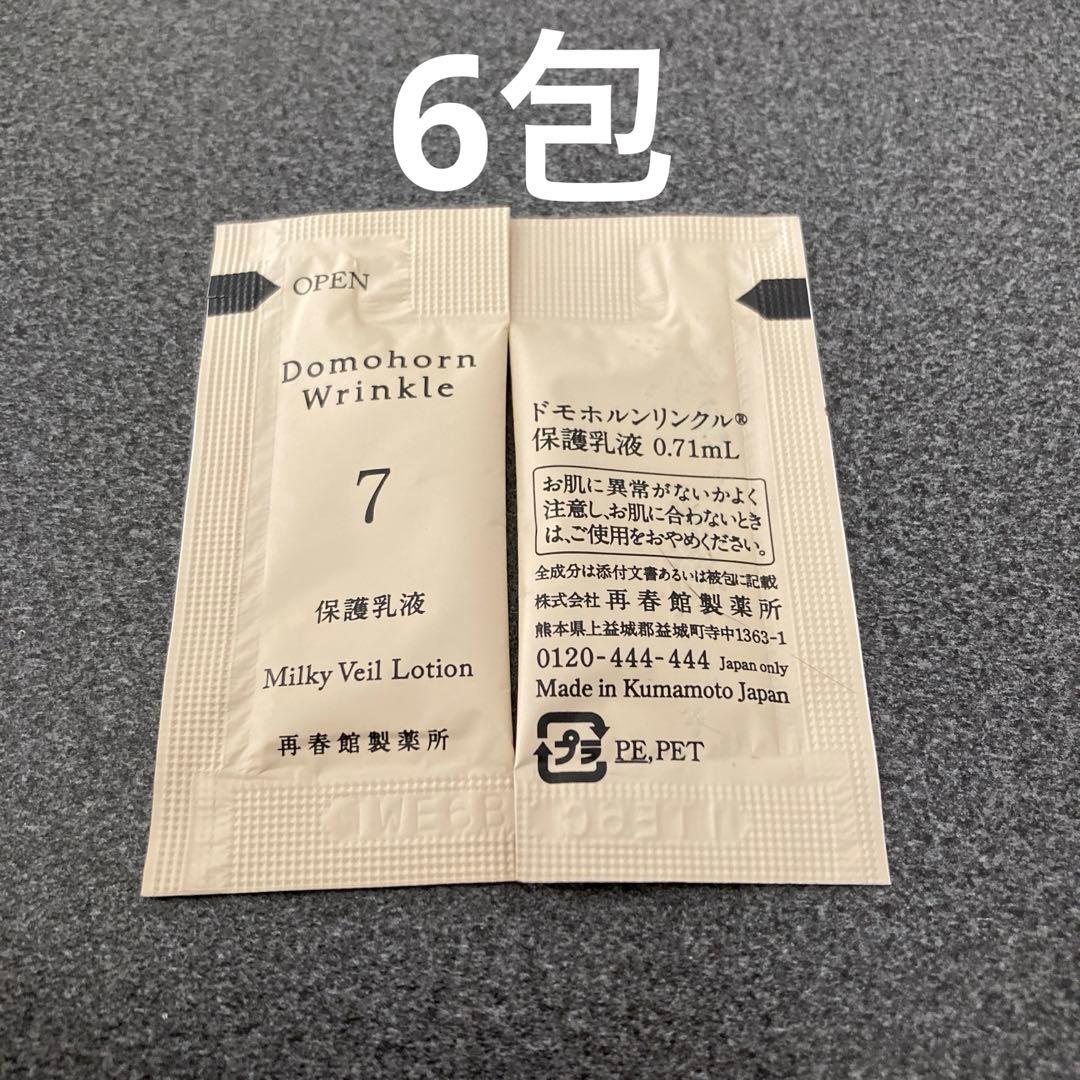 6包
OPEN
Domohorn
Wrinkle
7
保護乳液
Milky Veil Lotion
再春館製薬所
ドモホルンリンクル®
保護乳液 0.71mL
お肌に異常がないかよく
注意し、お肌に合わないとき
は、ご使用をおやめください。
全成分は添付文書あるいは被包に記載
株式会社 再春館製薬所
熊本県上益城郡益城町寺中1363-1
0120-444-444 Japan only
Made in Kumamoto Japan
プラ PE,PET